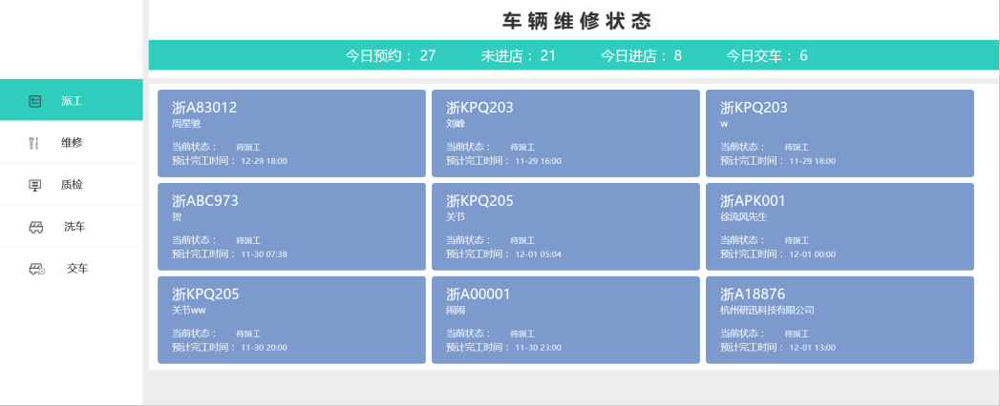 车辆维修状态
今日预约： 27 未进店： 21 今日进店： 8 今日交车： 6
派工
维修
质检
洗车
交车
浙A83012
周星驰
当前状态： 待派工
预计完工时间： 12-29 18:00
浙KPQ203
刘峰
当前状态： 待派工
预计完工时间： 11-29 16:00
浙KPQ203
w
当前状态： 待派工
预计完工时间： 11-29 18:00
浙ABC973
贺
当前状态： 待派工
预计完工时间： 11-30 07:38
浙KPQ205
关节
当前状态： 待派工
预计完工时间： 12-01 05:04
浙APK001
徐流风先生
当前状态： 待派工
预计完工时间： 12-01 00:00
浙KPQ205
关节ww
当前状态： 待派工
预计完工时间： 11-30 20:00
浙A00001
闹闹
当前状态： 待派工
预计完工时间： 11-30 23:00
浙A18876
杭州研迅科技有限公司
当前状态： 待派工
预计完工时间： 12-01 13:00